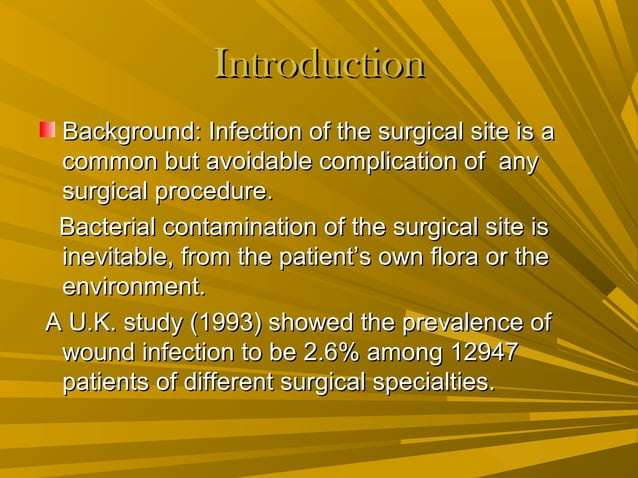 Introduction
Background: Infection of the surgical site is a
common but avoidable complication of any
surgical procedure.
Bacterial contamination of the surgical site is
inevitable, from the patient’s own flora or the
environment.
A U.K. study (1993) showed the prevalence of
wound infection to be 2.6% among 12947
patients of different surgical specialties.